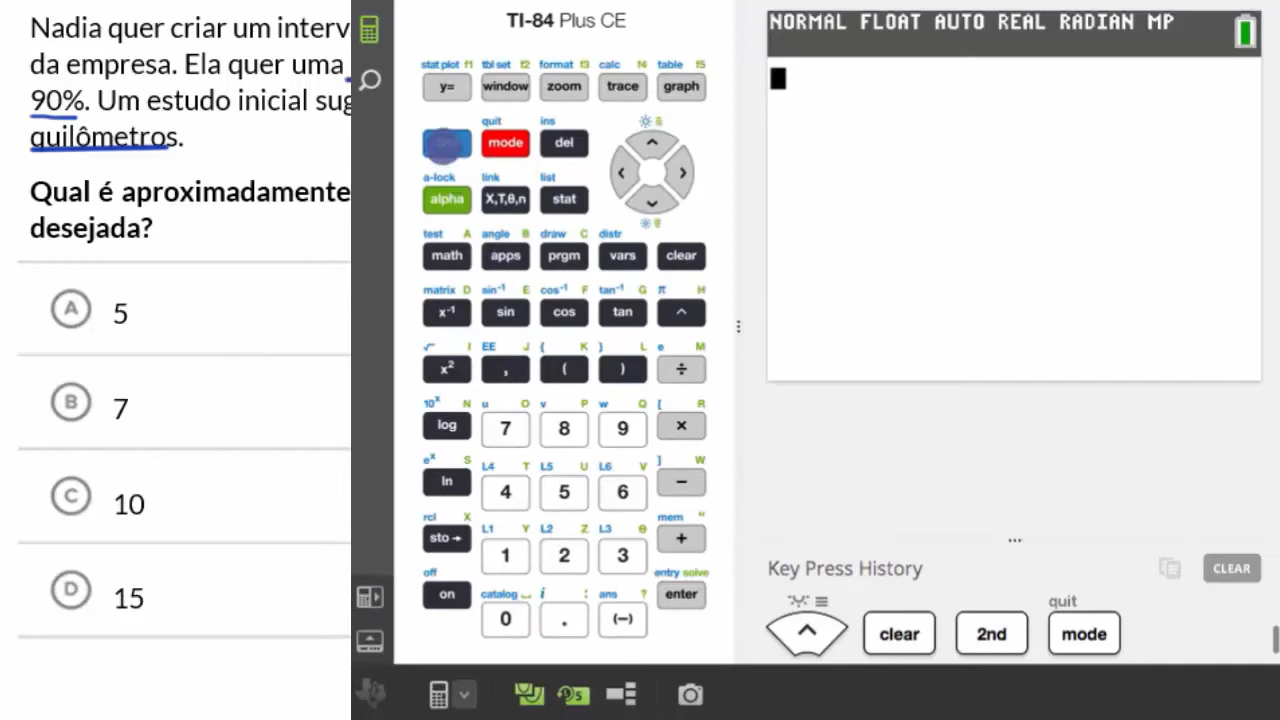 Nadia quer criar um interv
da empresa. Ela quer uma
90%. Um estudo inicial sug
quilômetros.
Qual é aproximadamente
desejada?
A 5
B 7
C 10
D 15
TI-84 Plus CE
stat plot f1 tbl set f2 format f3 calc f4 table f5
y= window zoom trace graph
quit ins
mode del
a-lock link list
alpha X,T,θ,n stat
test A angle B draw C distr
math apps prgm vars clear
matrix D sin⁻¹ E cos⁻¹ F tan⁻¹ G π H
x⁻¹ sin cos tan ^
√ I EE J { K } L e M
x² , ( ) ÷
10ˣ N u O v P w Q [ R
log 7 8 9 ×
eˣ S L4 T L5 U L6 V ] W
ln 4 5 6 −
rcl X L1 Y L2 Z L3 θ mem "
sto→ 1 2 3 +
off catalog i : ans ? entry solve
on 0 . (−) enter
NORMAL FLOAT AUTO REAL RADIAN MP
Key Press History CLEAR
quit
^ clear 2nd mode